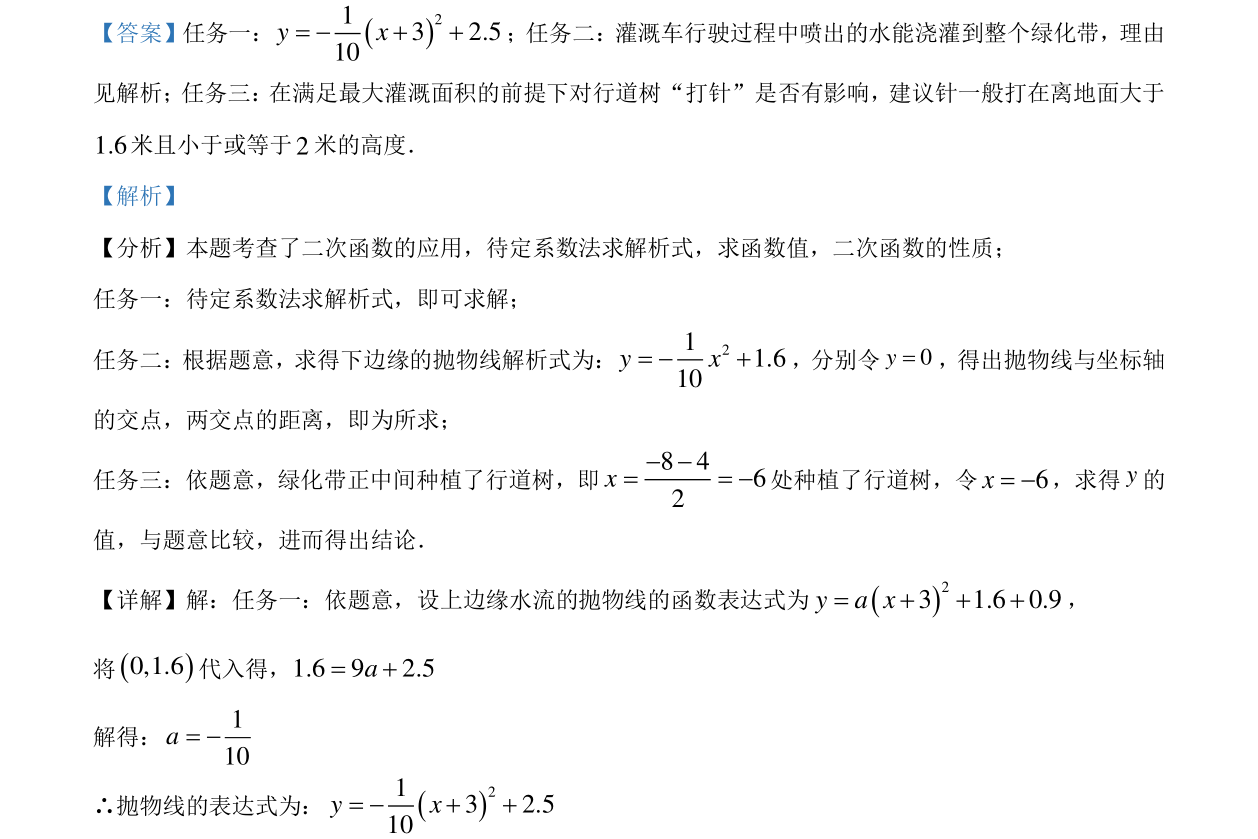 【答案】任务一：$y=-\frac{1}{10}(x+3)^2+2.5$；任务二：灌溉车行驶过程中喷出的水能浇灌到整个绿化带，理由
见解析；任务三：在满足最大灌溉面积的前提下对行道树“打针”是否有影响，建议针一般打在离地面大于
1.6米且小于或等于2米的高度．
【解析】
【分析】本题考查了二次函数的应用，待定系数法求解析式，求函数值，二次函数的性质；
任务一：待定系数法求解析式，即可求解；
任务二：根据题意，求得下边缘的抛物线解析式为：$y=-\frac{1}{10}x^2+1.6$，分别令$y=0$，得出抛物线与坐标轴
的交点，两交点的距离，即为所求；
任务三：依题意，绿化带正中间种植了行道树，即$x=\frac{-8-4}{2}=-6$处种植了行道树，令$x=-6$，求得$y$的
值，与题意比较，进而得出结论．
【详解】解：任务一：依题意，设上边缘水流的抛物线的函数表达式为$y=a(x+3)^2+1.6+0.9$，
将$(0,1.6)$代入得，$1.6=9a+2.5$
解得：$a=-\frac{1}{10}$
∴抛物线的表达式为：$y=-\frac{1}{10}(x+3)^2+2.5$